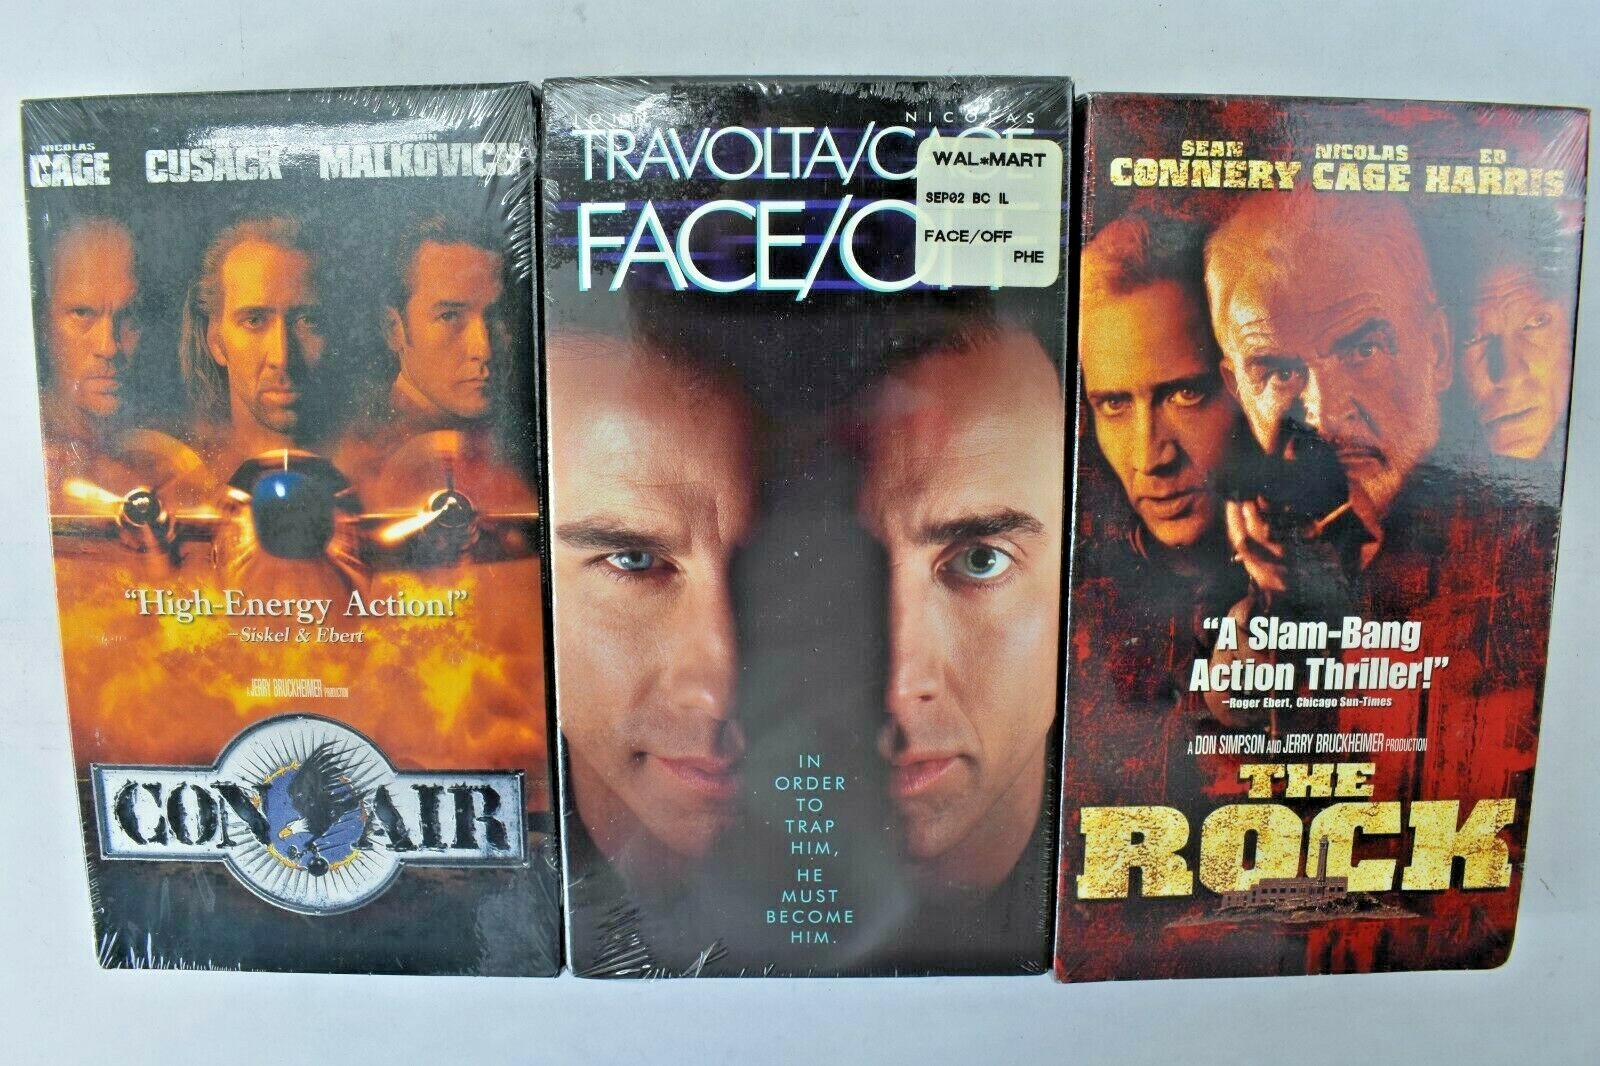 NICOLAS
CAGE CUSACK MALKOVICH
"High-Energy Action!"
–Siskel & Ebert
A JERRY BRUCKHEIMER PRODUCTION
CON AIR
JOHN NICOLAS
TRAVOLTA/CAGE
FACE/OFF
WAL*MART
SEP02 BC IL
FACE/OFF
PHE
IN
ORDER
TO
TRAP
HIM,
HE
MUST
BECOME
HIM.
SEAN NICOLAS ED
CONNERY CAGE HARRIS
"A Slam-Bang
Action Thriller!"
–Roger Ebert, Chicago Sun-Times
A DON SIMPSON AND JERRY BRUCKHEIMER PRODUCTION
THE
ROCK